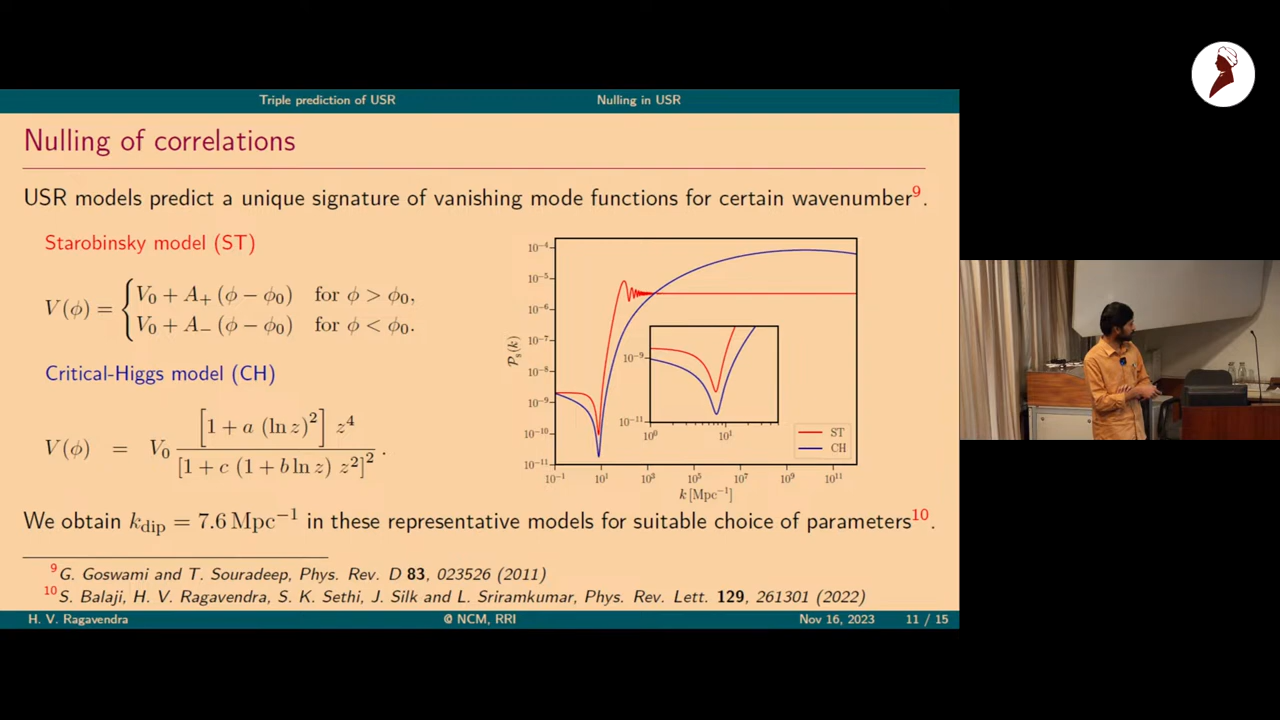 Triple prediction of USR Nulling in USR
Nulling of correlations
USR models predict a unique signature of vanishing mode functions for certain wavenumber⁹.
Starobinsky model (ST)
V(ϕ) = { V₀ + A₊ (ϕ − ϕ₀) for ϕ > ϕ₀,
V₀ + A₋ (ϕ − ϕ₀) for ϕ < ϕ₀.
Critical-Higgs model (CH)
V(ϕ) = V₀ [1 + a (ln z)²] z⁴
[1 + c (1 + b ln z) z²]² .
10⁻⁴
10⁻⁵
10⁻⁶
10⁻⁷
10⁻⁸
10⁻⁹
10⁻¹⁰
10⁻¹¹
𝒫ₛ(k)
10⁻⁹
10⁻¹¹
10⁰ 10¹
ST
CH
10⁻¹ 10¹ 10³ 10⁵ 10⁷ 10⁹ 10¹¹
k [Mpc⁻¹]
We obtain k_dip = 7.6 Mpc⁻¹ in these representative models for suitable choice of parameters¹⁰.
⁹G. Goswami and T. Souradeep, Phys. Rev. D 83, 023526 (2011)
¹⁰S. Balaji, H. V. Ragavendra, S. K. Sethi, J. Silk and L. Sriramkumar, Phys. Rev. Lett. 129, 261301 (2022)
H. V. Ragavendra @ NCM, RRI Nov 16, 2023 11 / 15